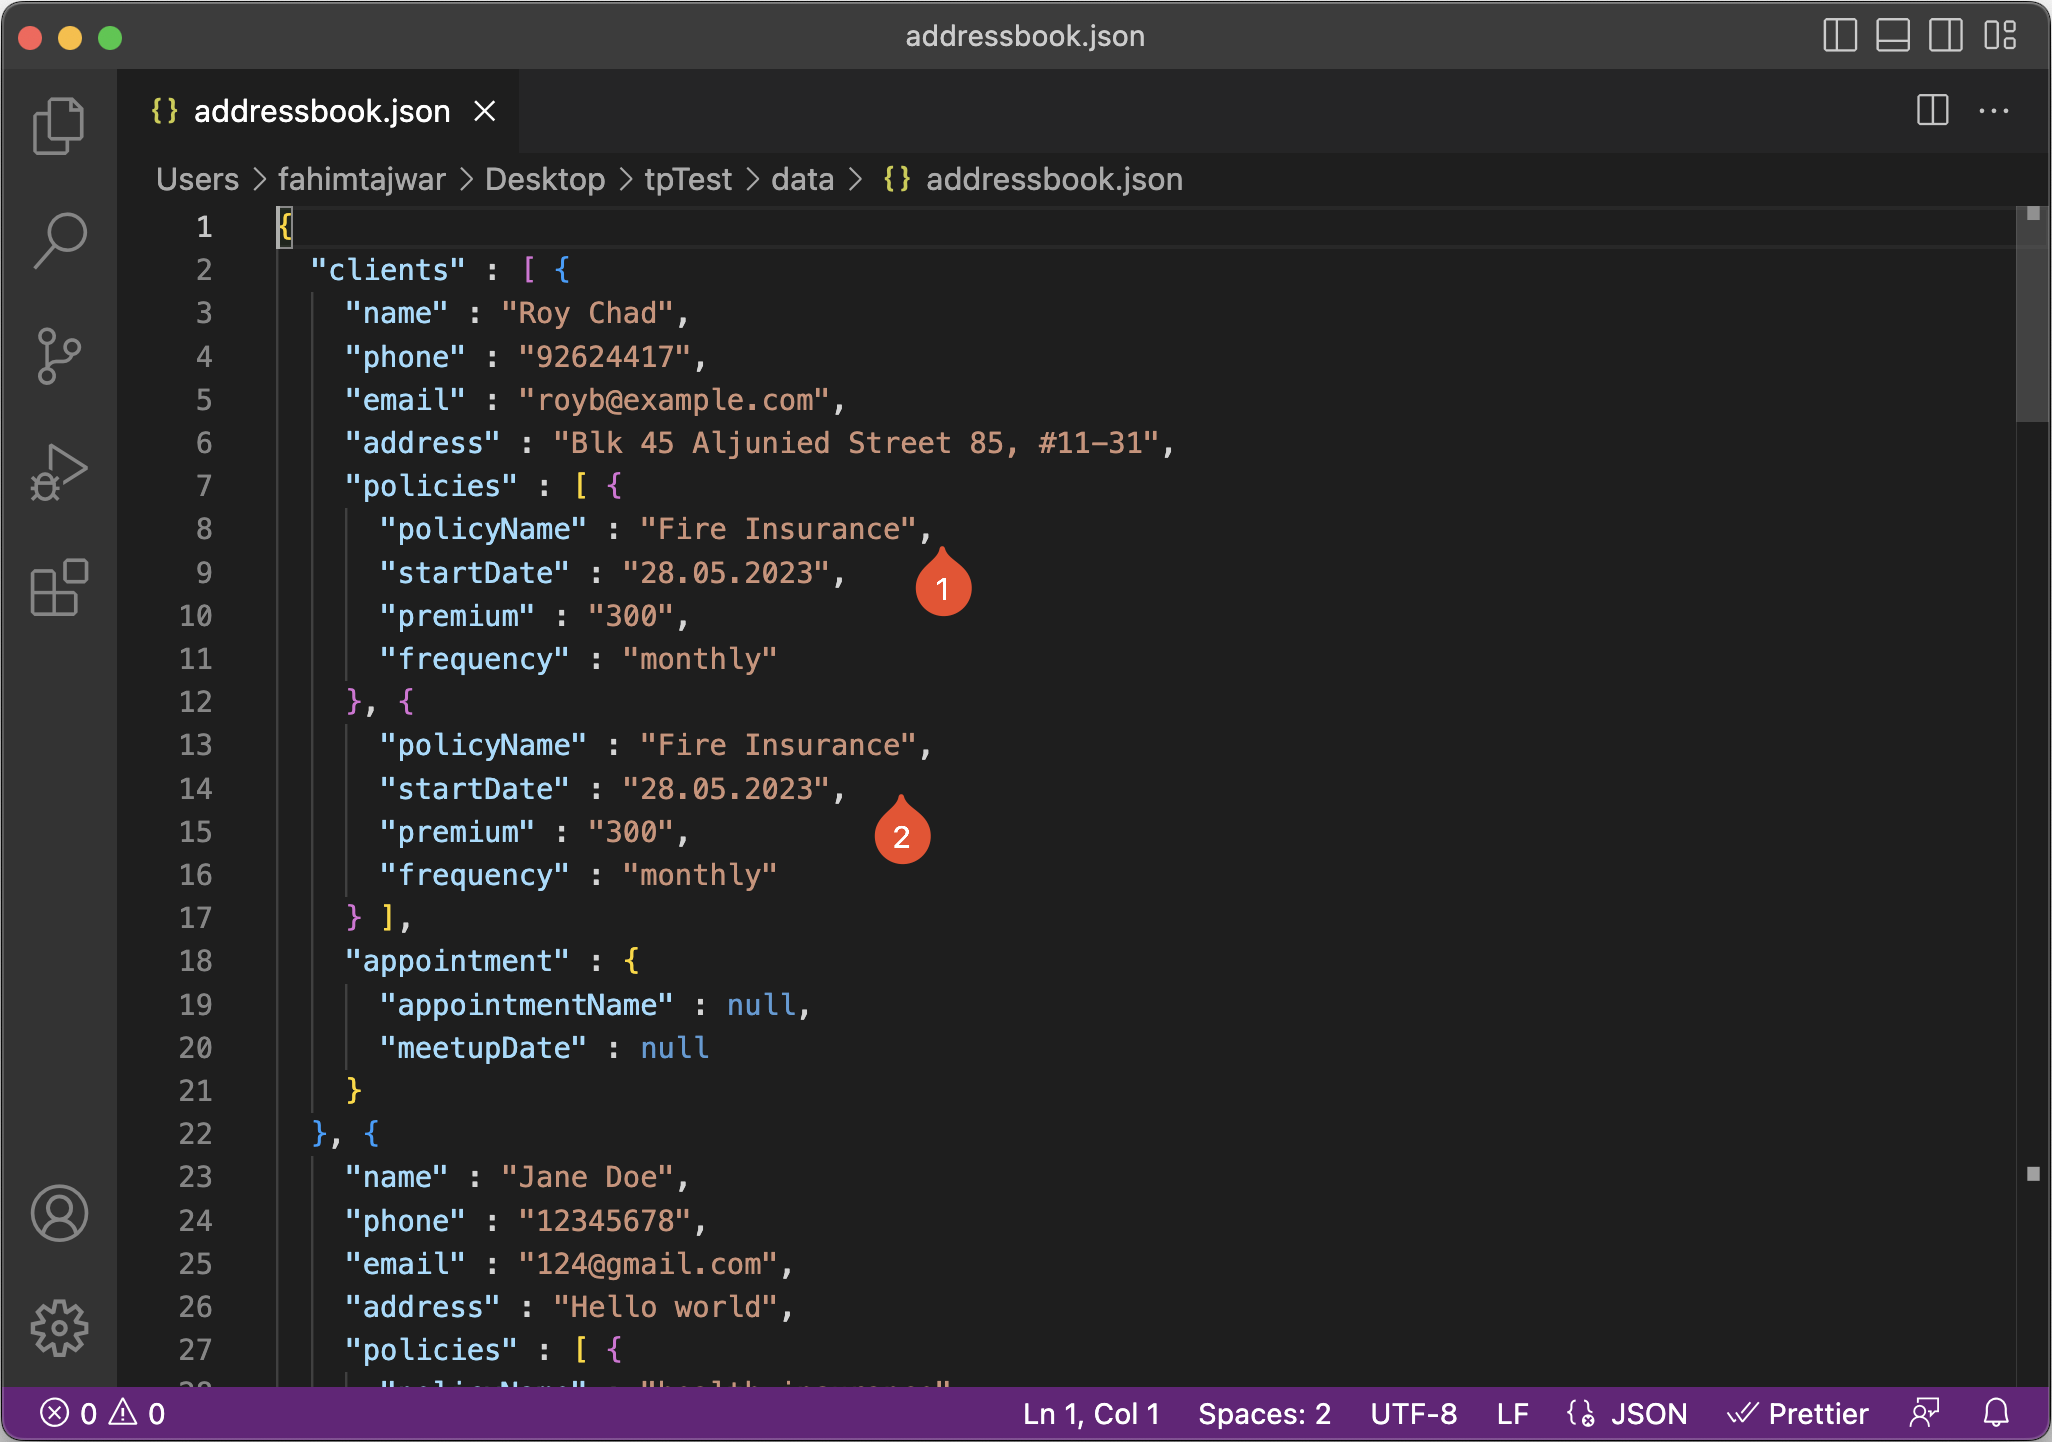 addressbook.json
{} addressbook.json ×
Users > fahimtajwar > Desktop > tpTest > data > {} addressbook.json
1 {
2 "clients" : [ {
3 "name" : "Roy Chad",
4 "phone" : "92624417",
5 "email" : "royb@example.com",
6 "address" : "Blk 45 Aljunied Street 85, #11-31",
7 "policies" : [ {
8 "policyName" : "Fire Insurance",
9 "startDate" : "28.05.2023",
1
10 "premium" : "300",
11 "frequency" : "monthly"
12 }, {
13 "policyName" : "Fire Insurance",
14 "startDate" : "28.05.2023",
15 "premium" : "300",
2
16 "frequency" : "monthly"
17 } ],
18 "appointment" : {
19 "appointmentName" : null,
20 "meetupDate" : null
21 }
22 }, {
23 "name" : "Jane Doe",
24 "phone" : "12345678",
25 "email" : "124@gmail.com",
26 "address" : "Hello world",
27 "policies" : [ {
0 0 Ln 1, Col 1 Spaces: 2 UTF-8 LF JSON Prettier